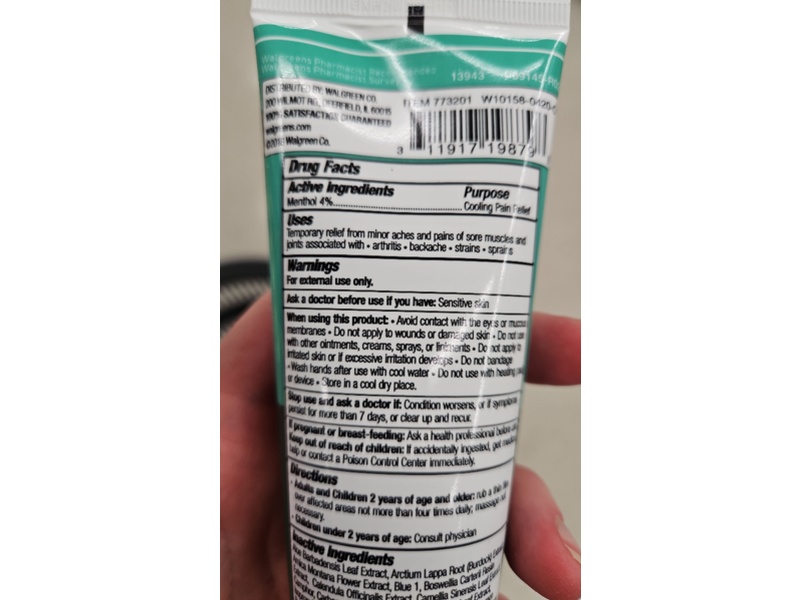 Walgreens Pharmacist Recommended
Walgreens Pharmacist Survey
13943
DISTRIBUTED BY: WALGREEN CO.
200 WILMOT RD., DEERFIELD, IL 60015
100% SATISFACTION GUARANTEED
walgreens.com
©2018 Walgreen Co.
ITEM 773201 W10158-0420
3 11917 19879
Drug Facts
Active Ingredients Purpose
Menthol 4%.......................................... Cooling Pain Relief
Uses
Temporary relief from minor aches and pains of sore muscles and
joints associated with • arthritis • backache • strains • sprains
Warnings
For external use only.
Ask a doctor before use if you have: Sensitive skin
When using this product: • Avoid contact with the eyes or mucous
membranes • Do not apply to wounds or damaged skin • Do not use
with other ointments, creams, sprays, or liniments • Do not apply to
irritated skin or if excessive irritation develops • Do not bandage
• Wash hands after use with cool water • Do not use with heating
or device • Store in a cool dry place.
Stop use and ask a doctor if: Condition worsens, or if symptoms
persist for more than 7 days, or clear up and recur.
If pregnant or breast-feeding: Ask a health professional before
Keep out of reach of children: If accidentally ingested, get medical
help or contact a Poison Control Center immediately.
Directions
• Adults and Children 2 years of age and older: rub a thin film
over affected areas not more than four times daily; massage not
necessary.
• Children under 2 years of age: Consult physician
Inactive Ingredients
Barbadensis Leaf Extract, Arctium Lappa Root (Burdock)
Montana Flower Extract, Blue 1, Boswellia Carterii Resin
Extract, Calendula Officinalis Extract, Camellia Sinensis Leaf